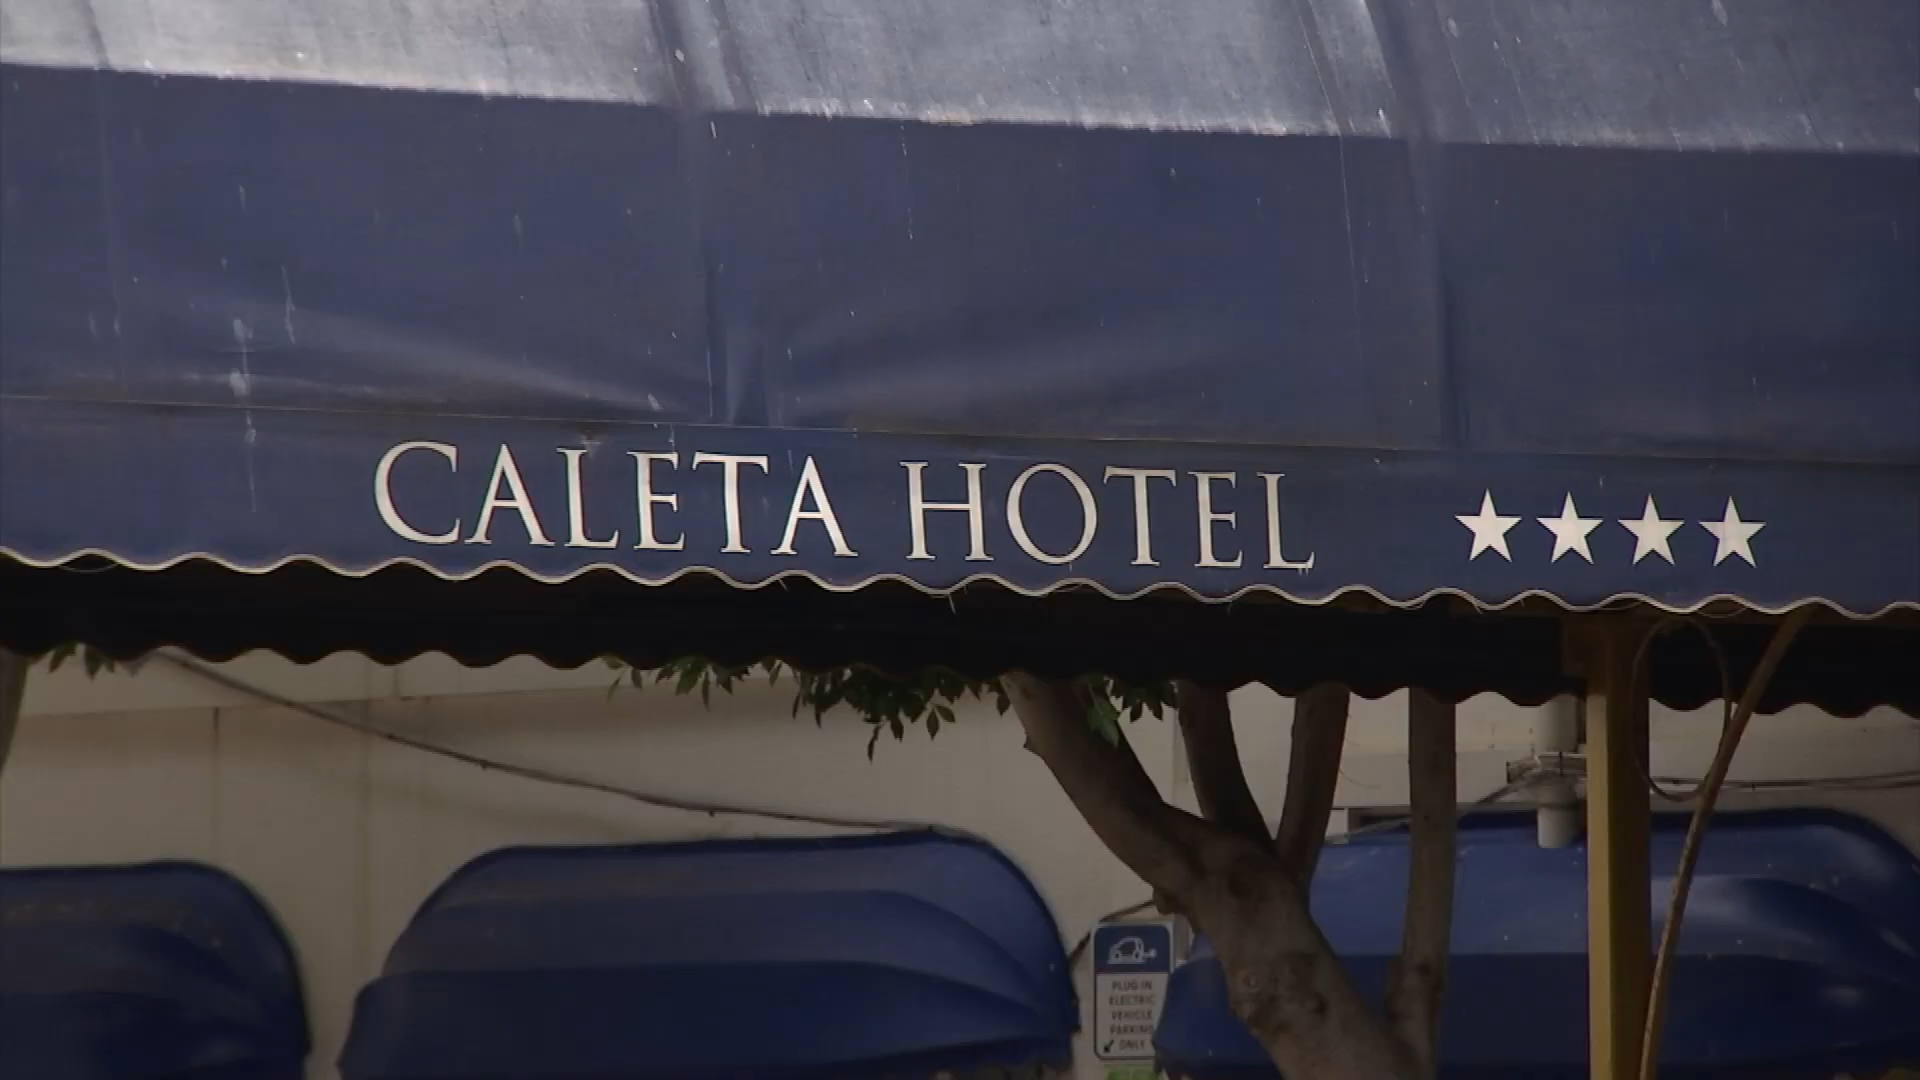 CALETA HOTEL ★★★★
PLUG IN
ELECTRIC
VEHICLE
PARKING
ONLY